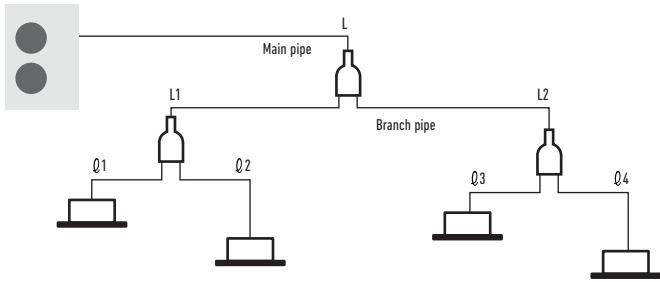 L
Main pipe
L1
L2
Branch pipe
ℓ1
ℓ2
ℓ3
ℓ4